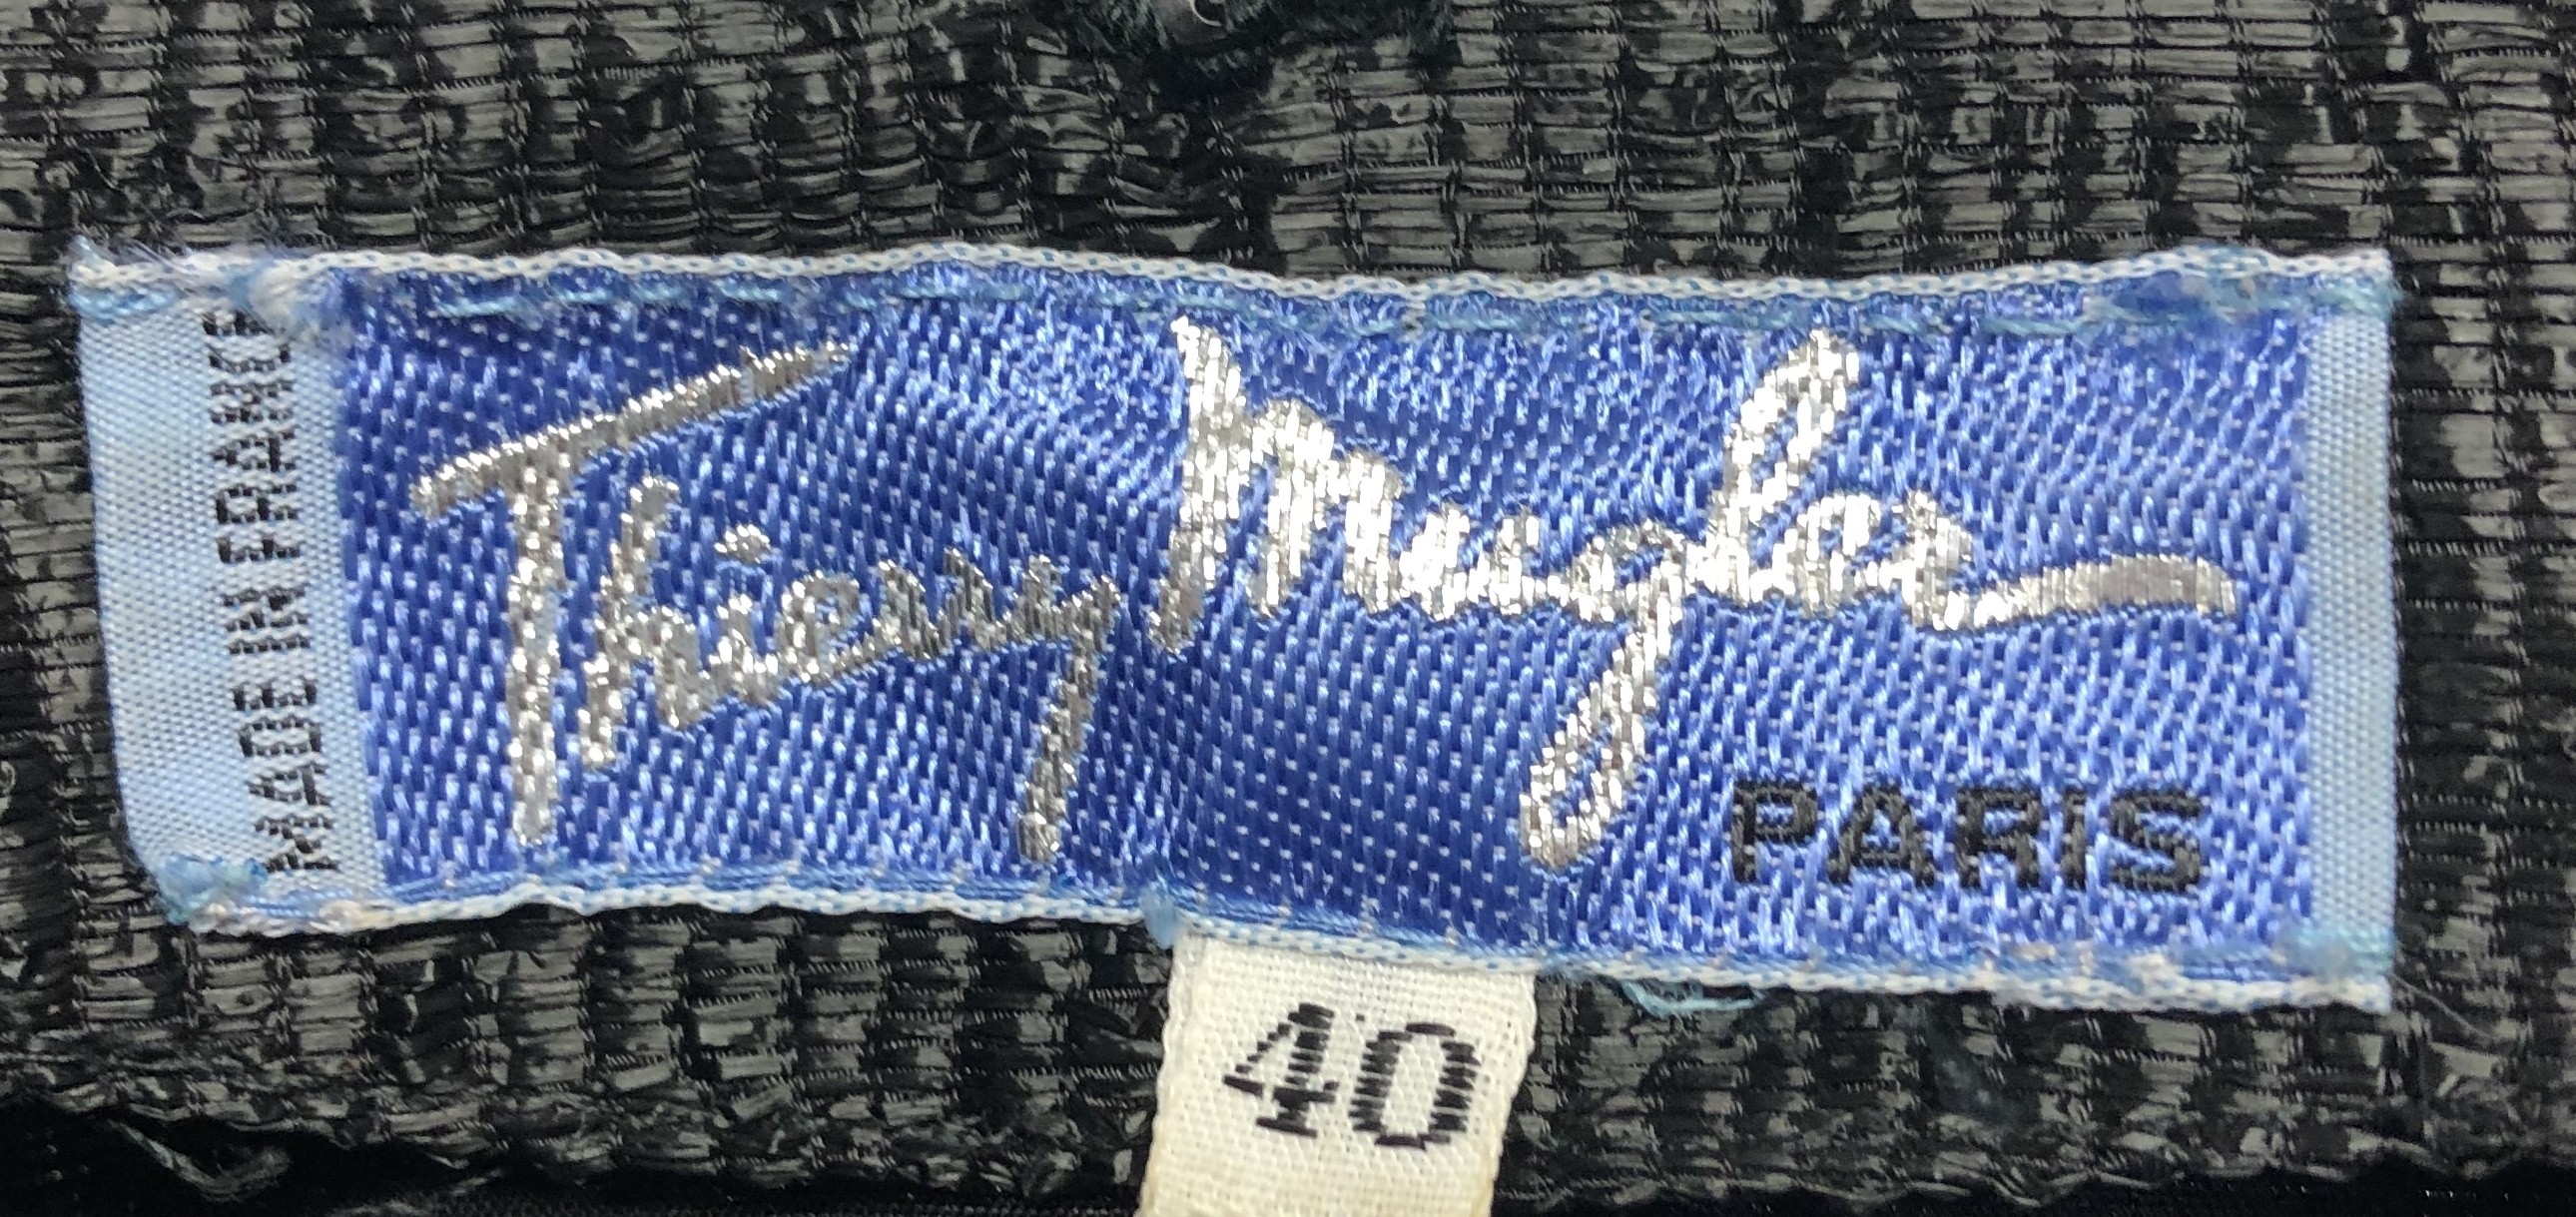 MADE IN FRANCE
Thierry Mugler
PARIS
40